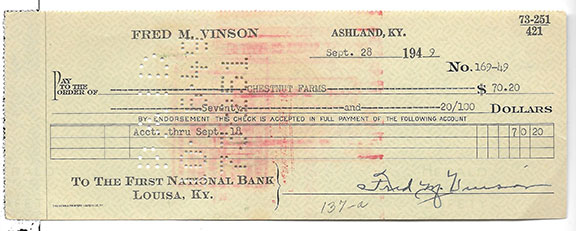 FRED M. VINSON ASHLAND, KY. 73-251
421
Sept. 28 1949
No. 169-49
PAY TO THE ORDER OF CHESTNUT FARMS $ 70.20
Seventy and 20/100 DOLLARS
BY ENDORSEMENT THIS CHECK IS ACCEPTED IN FULL PAYMENT OF THE FOLLOWING ACCOUNT
Acct. thru Sept. 18 70 20
TO THE FIRST NATIONAL BANK
LOUISA, KY.
Fred M Vinson
137-a